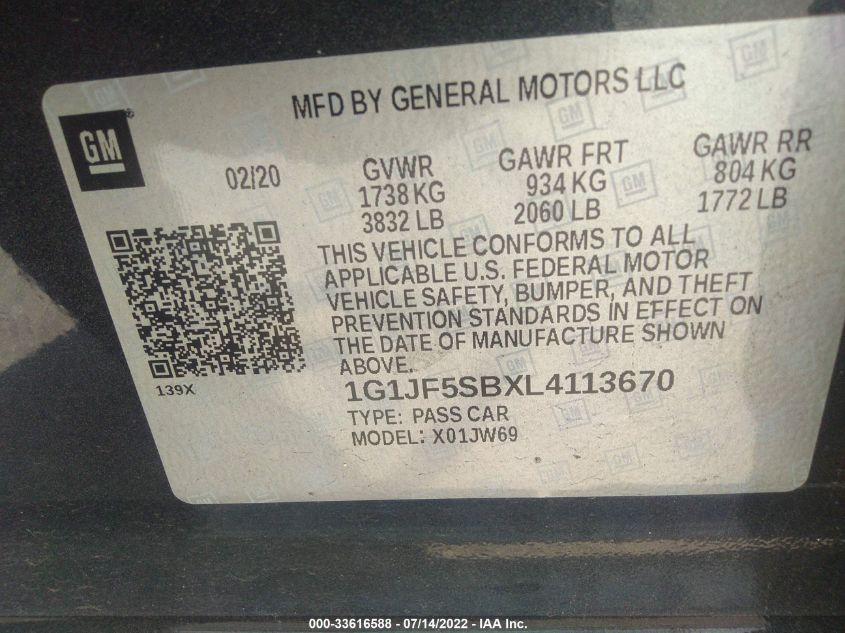 MFD BY GENERAL MOTORS LLC
GM
02/20 GVWR GAWR FRT GAWR RR
1738 KG 934 KG 804 KG
3832 LB 2060 LB 1772 LB
THIS VEHICLE CONFORMS TO ALL
APPLICABLE U.S. FEDERAL MOTOR
VEHICLE SAFETY, BUMPER, AND THEFT
PREVENTION STANDARDS IN EFFECT ON
THE DATE OF MANUFACTURE SHOWN
ABOVE.
139X
1G1JF5SBXL4113670
TYPE: PASS CAR
MODEL: X01JW69
000-33616588 - 07/14/2022 - IAA Inc.